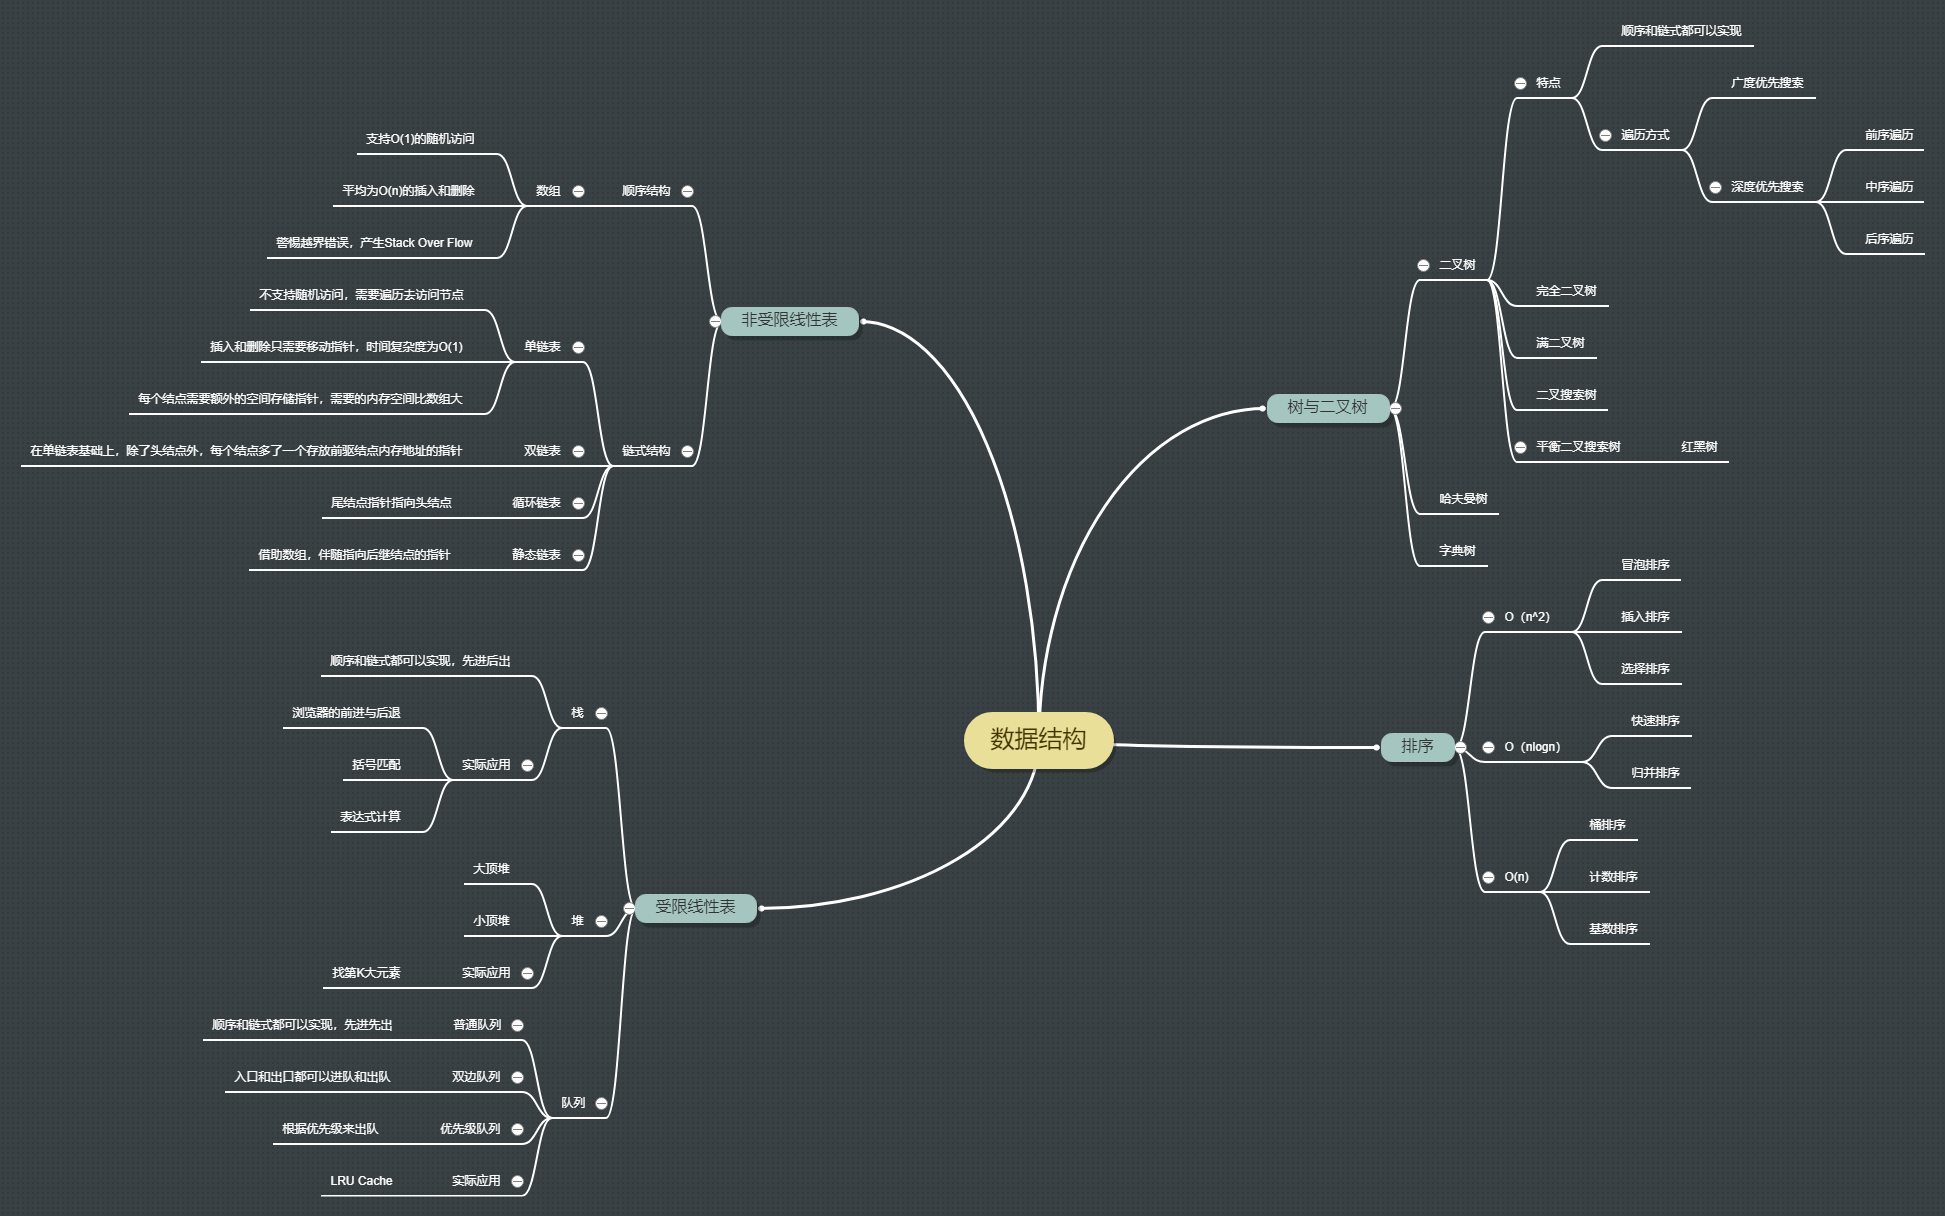 数据结构
非受限线性表
顺序结构
数组
支持O(1)的随机访问
平均为O(n)的插入和删除
警惕越界错误，产生Stack Over Flow
链式结构
单链表
不支持随机访问，需要遍历去访问节点
插入和删除只需要移动指针，时间复杂度为O(1)
每个结点需要额外的空间存储指针，需要的内存空间比数组大
双链表
在单链表基础上，除了头结点外，每个结点多了一个存放前驱结点内存地址的指针
循环链表
尾结点指针指向头结点
静态链表
借助数组，伴随指向后继结点的指针
受限线性表
栈
顺序和链式都可以实现，先进后出
实际应用
浏览器的前进与后退
括号匹配
表达式计算
堆
大顶堆
小顶堆
实际应用
找第K大元素
队列
普通队列
顺序和链式都可以实现，先进先出
双边队列
入口和出口都可以进队和出队
优先级队列
根据优先级来出队
实际应用
LRU Cache
树与二叉树
二叉树
特点
顺序和链式都可以实现
遍历方式
广度优先搜索
深度优先搜索
前序遍历
中序遍历
后序遍历
完全二叉树
满二叉树
二叉搜索树
平衡二叉搜索树
红黑树
哈夫曼树
字典树
排序
O（n^2）
冒泡排序
插入排序
选择排序
O（nlogn）
快速排序
归并排序
O(n)
桶排序
计数排序
基数排序